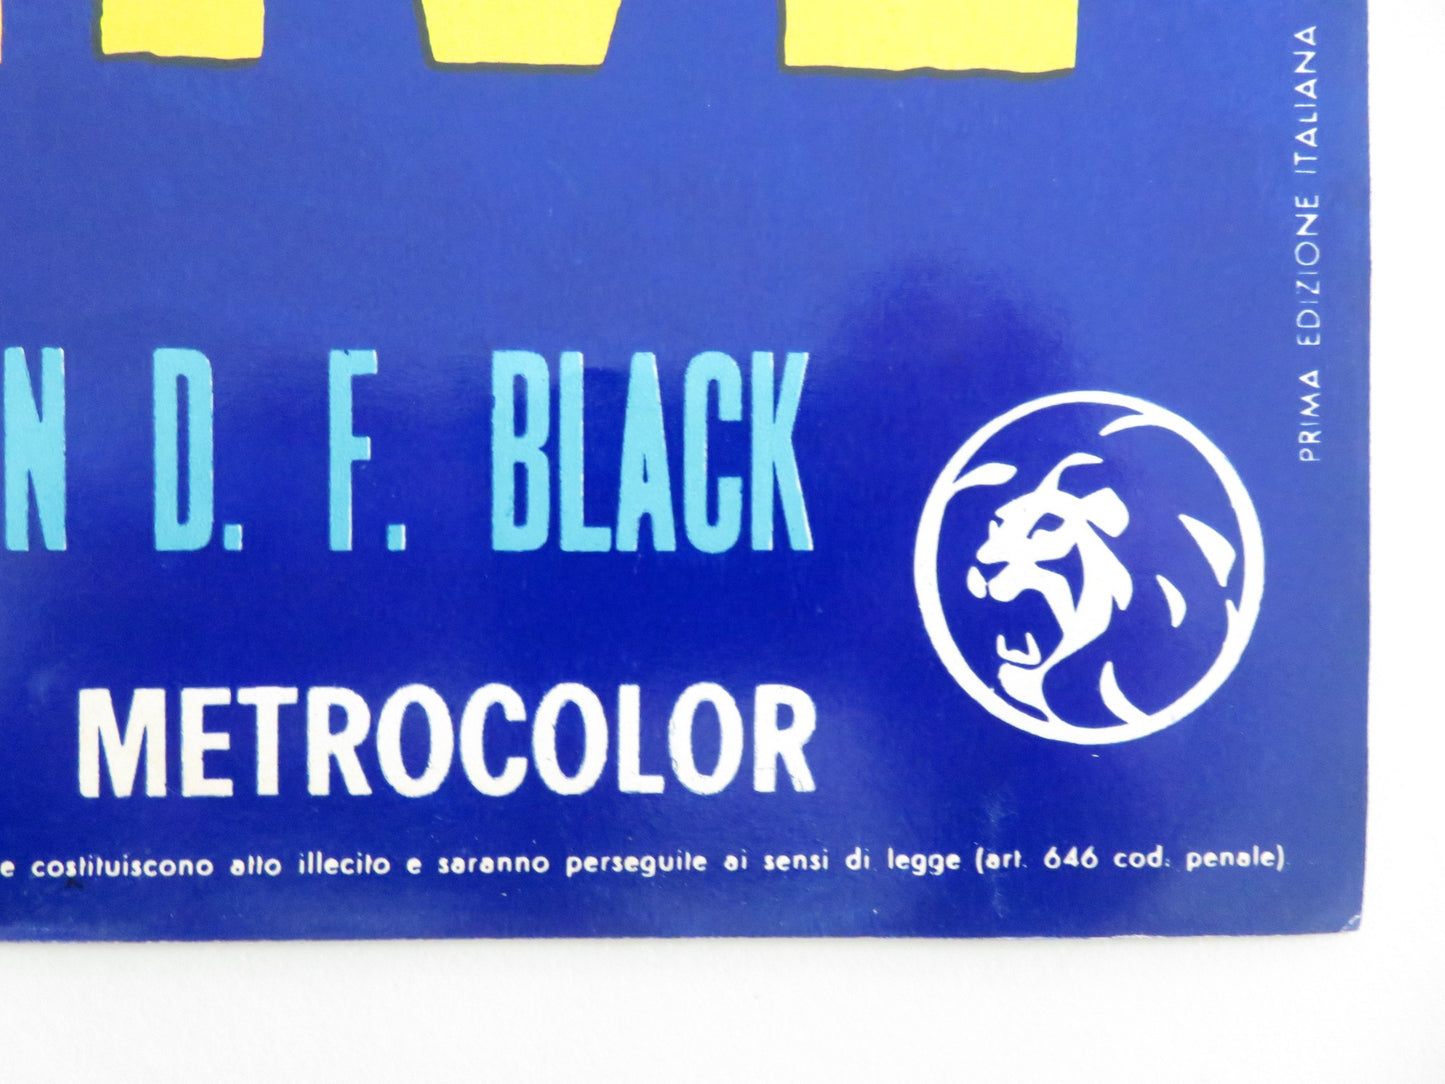 N D. F. BLACK
METROCOLOR
e costituiscono atto illecito e saranno perseguite ai sensi di legge (art. 646 cod. penale)
PRIMA EDIZIONE ITALIANA